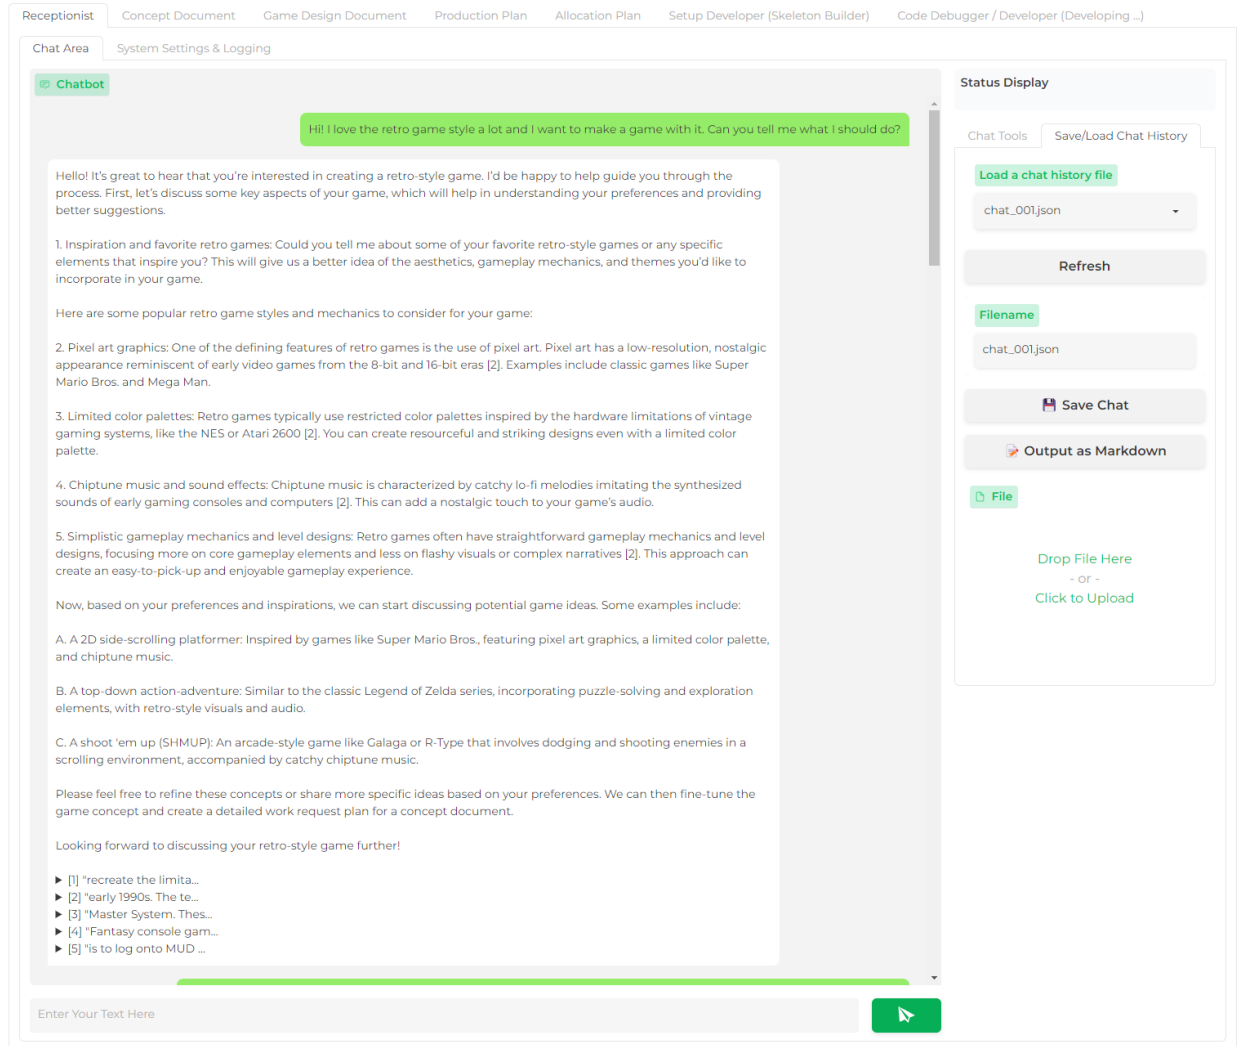 Receptionist Concept Document Game Design Document Production Plan Allocation Plan Setup Developer (Skeleton Builder) Code Debugger / Developer (Developing ...)
Chat Area System Settings & Logging
Chatbot
Hi! I love the retro game style a lot and I want to make a game with it. Can you tell me what I should do?
Hello! It's great to hear that you're interested in creating a retro-style game. I'd be happy to help guide you through the
process. First, let's discuss some key aspects of your game, which will help in understanding your preferences and providing
better suggestions.
1. Inspiration and favorite retro games: Could you tell me about some of your favorite retro-style games or any specific
elements that inspire you? This will give us a better idea of the aesthetics, gameplay mechanics, and themes you'd like to
incorporate in your game.
Here are some popular retro game styles and mechanics to consider for your game:
2. Pixel art graphics: One of the defining features of retro games is the use of pixel art. Pixel art has a low-resolution, nostalgic
appearance reminiscent of early video games from the 8-bit and 16-bit eras [2]. Examples include classic games like Super
Mario Bros. and Mega Man.
3. Limited color palettes: Retro games typically use restricted color palettes inspired by the hardware limitations of vintage
gaming systems, like the NES or Atari 2600 [2]. You can create resourceful and striking designs even with a limited color
palette.
4. Chiptune music and sound effects: Chiptune music is characterized by catchy lo-fi melodies imitating the synthesized
sounds of early gaming consoles and computers [2]. This can add a nostalgic touch to your game's audio.
5. Simplistic gameplay mechanics and level designs: Retro games often have straightforward gameplay mechanics and level
designs, focusing more on core gameplay elements and less on flashy visuals or complex narratives [2]. This approach can
create an easy-to-pick-up and enjoyable gameplay experience.
Now, based on your preferences and inspirations, we can start discussing potential game ideas. Some examples include:
A. A 2D side-scrolling platformer: Inspired by games like Super Mario Bros., featuring pixel art graphics, a limited color palette,
and chiptune music.
B. A top-down action-adventure: Similar to the classic Legend of Zelda series, incorporating puzzle-solving and exploration
elements, with retro-style visuals and audio.
C. A shoot 'em up (SHMUP): An arcade-style game like Galaga or R-Type that involves dodging and shooting enemies in a
scrolling environment, accompanied by catchy chiptune music.
Please feel free to refine these concepts or share more specific ideas based on your preferences. We can then fine-tune the
game concept and create a detailed work request plan for a concept document.
Looking forward to discussing your retro-style game further!
[1] "recreate the limita...
[2] "early 1990s. The te...
[3] "Master System. Thes...
[4] "Fantasy console gam...
[5] "is to log onto MUD ...
Enter Your Text Here
Status Display
Chat Tools Save/Load Chat History
Load a chat history file
chat_001.json
Refresh
Filename
chat_001.json
Save Chat
Output as Markdown
File
Drop File Here
- or -
Click to Upload